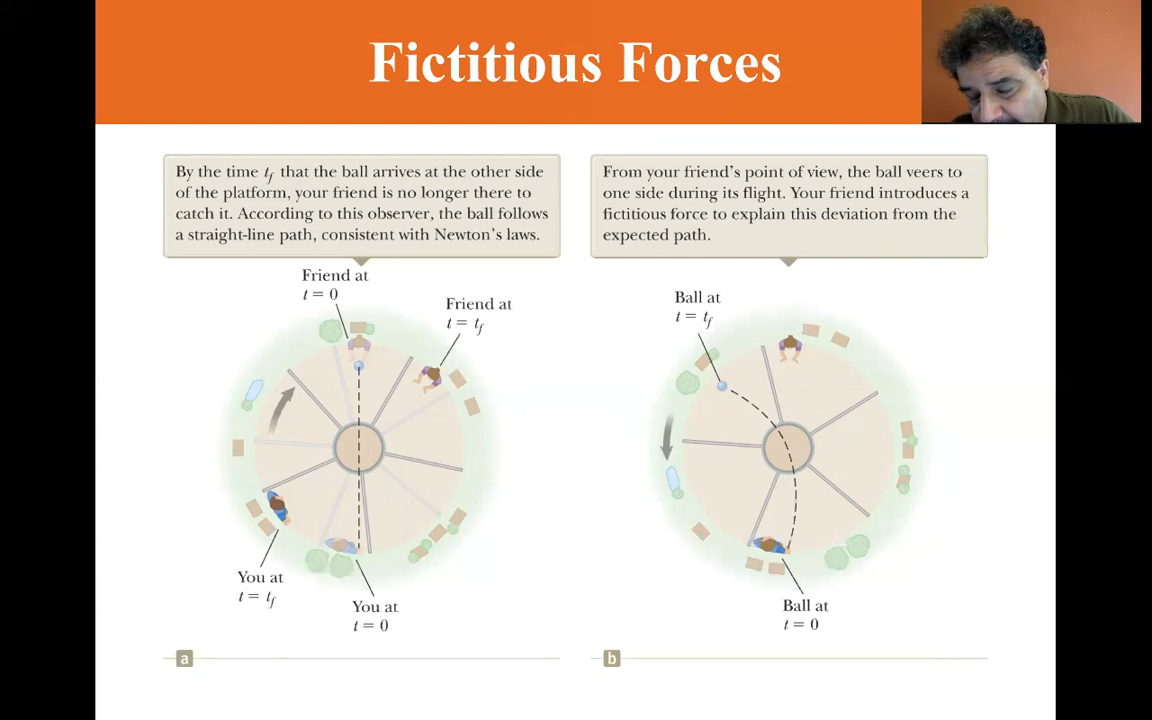 Fictitious Forces
By the time tf that the ball arrives at the other side
of the platform, your friend is no longer there to
catch it. According to this observer, the ball follows
a straight-line path, consistent with Newton's laws.
From your friend's point of view, the ball veers to
one side during its flight. Your friend introduces a
fictitious force to explain this deviation from the
expected path.
Friend at
t = 0
Friend at
t = tf
You at
t = tf
You at
t = 0
a
Ball at
t = tf
Ball at
t = 0
b